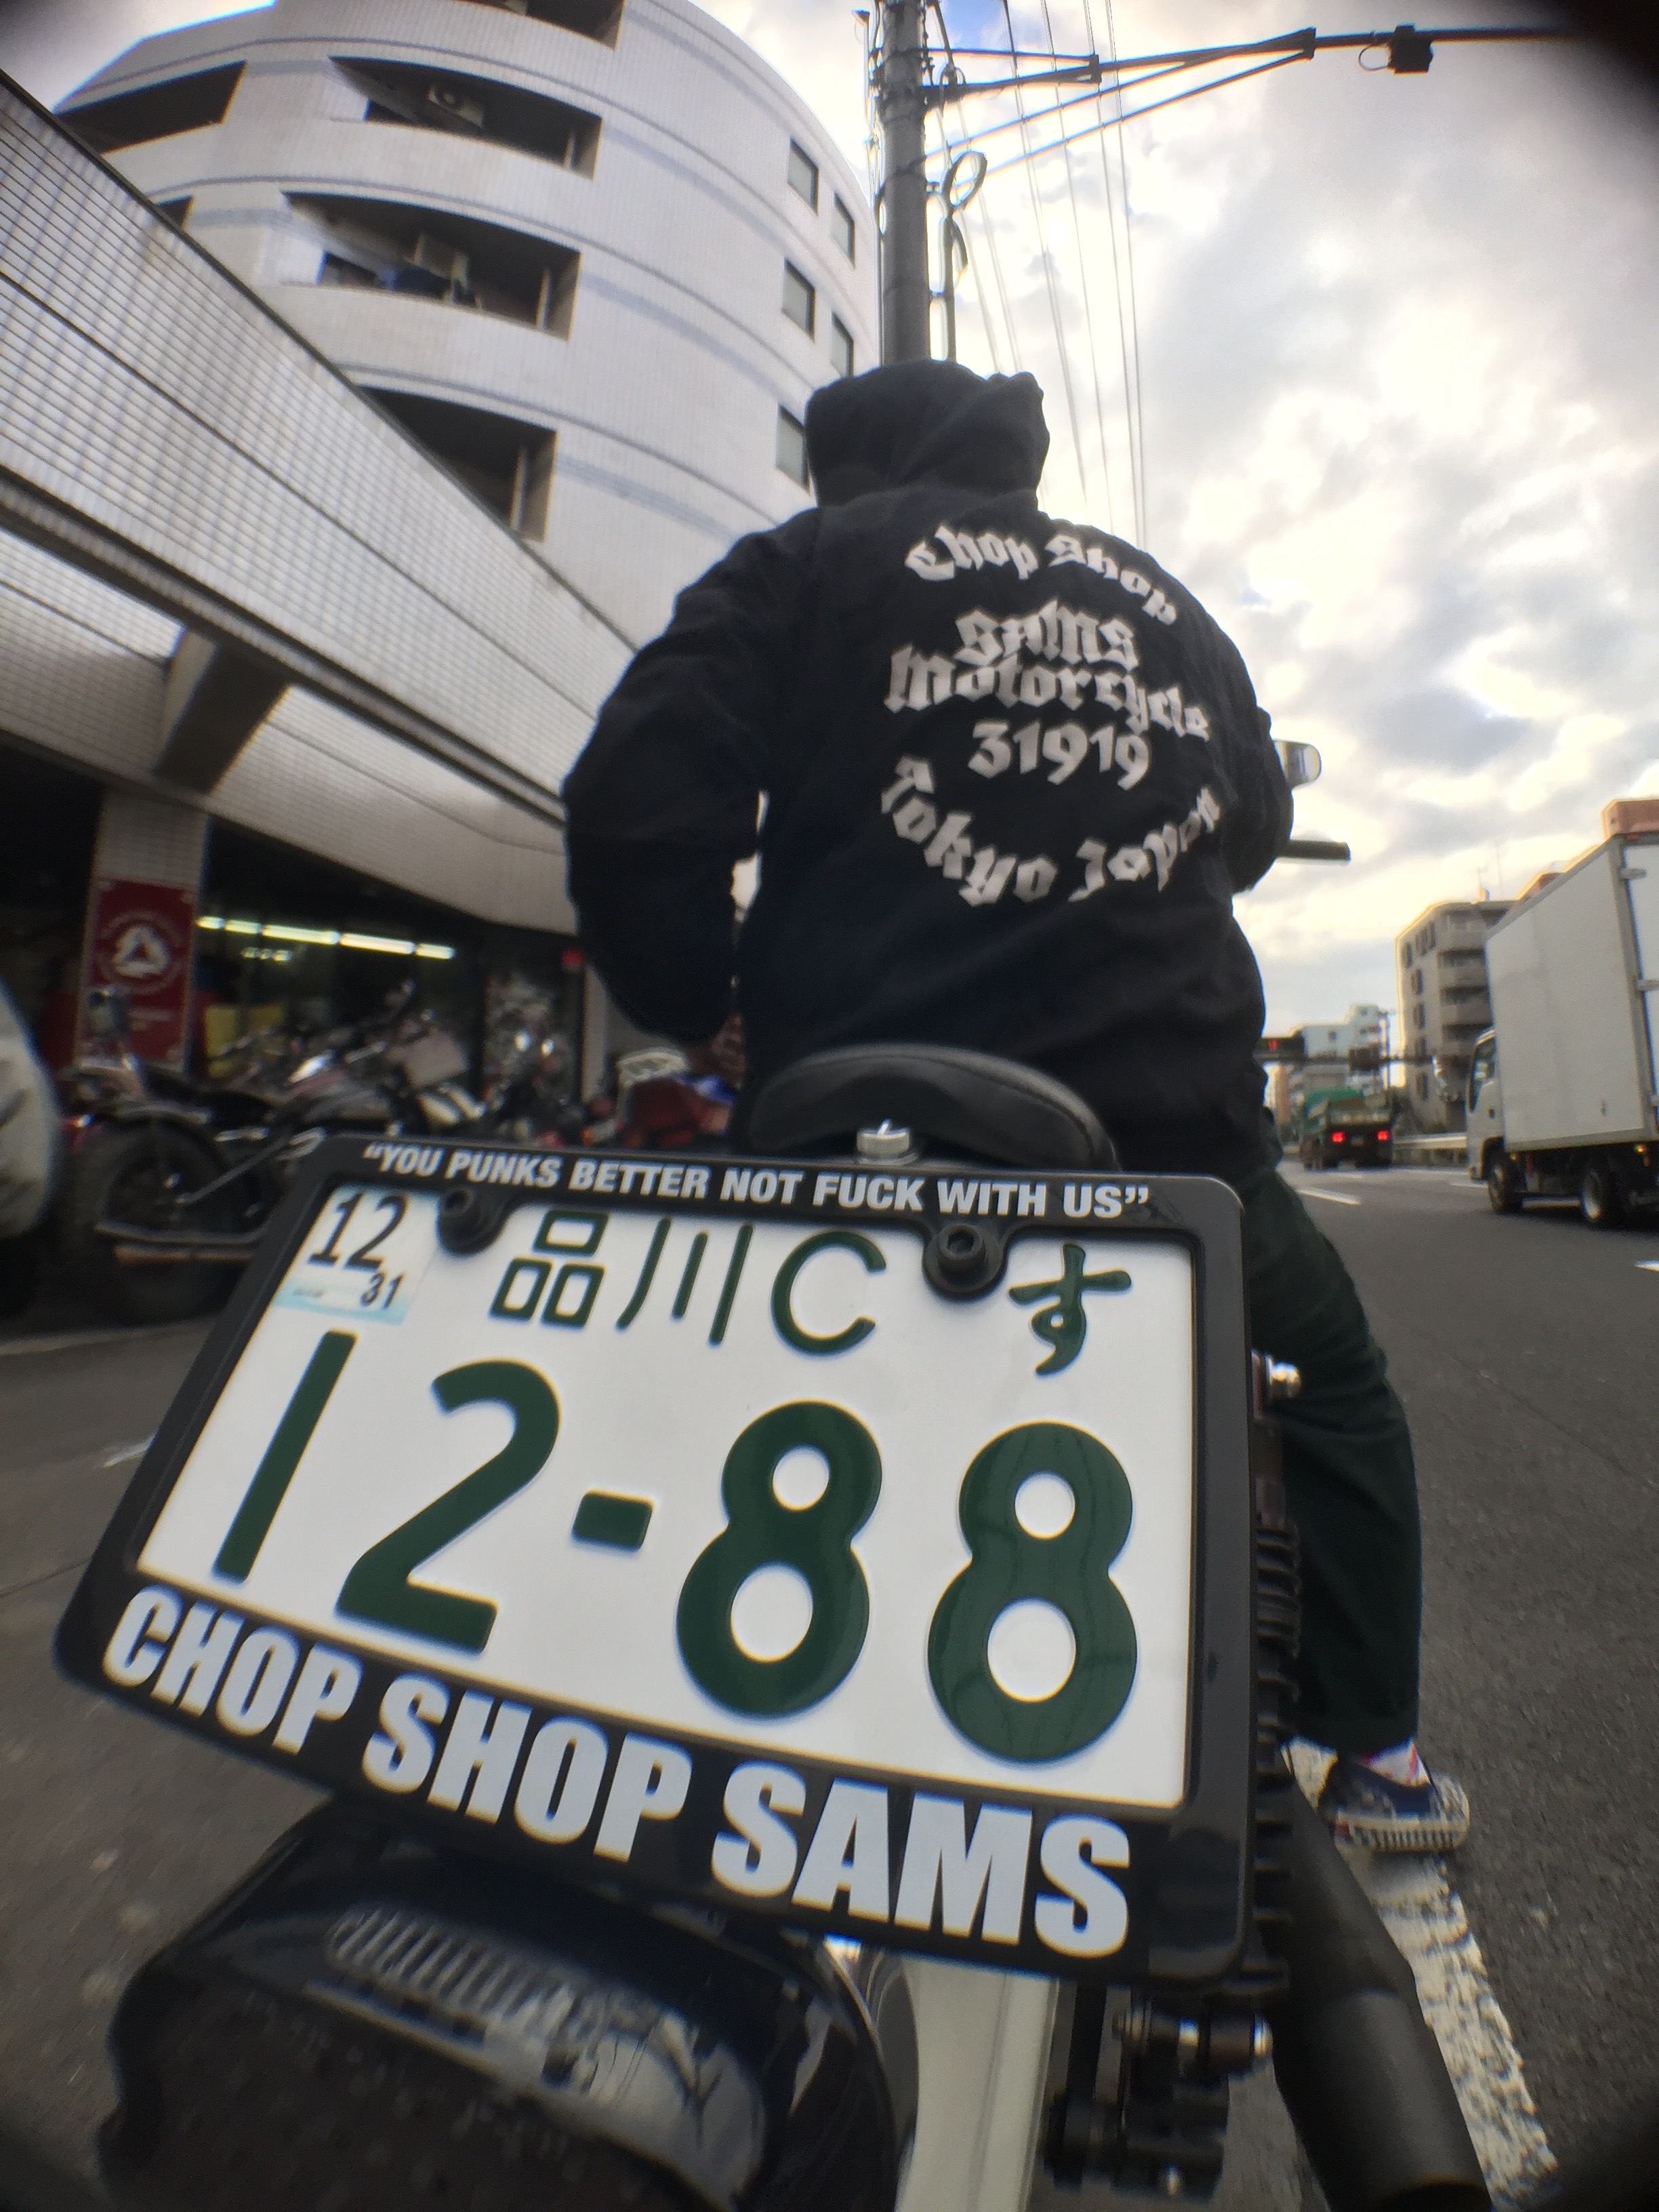 Chop Shop
SAMS
Motorcycle
31919
Tokyo Japan
"YOU PUNKS BETTER NOT FUCK WITH US"
12
31
品川C す
12-88
CHOP SHOP SAMS